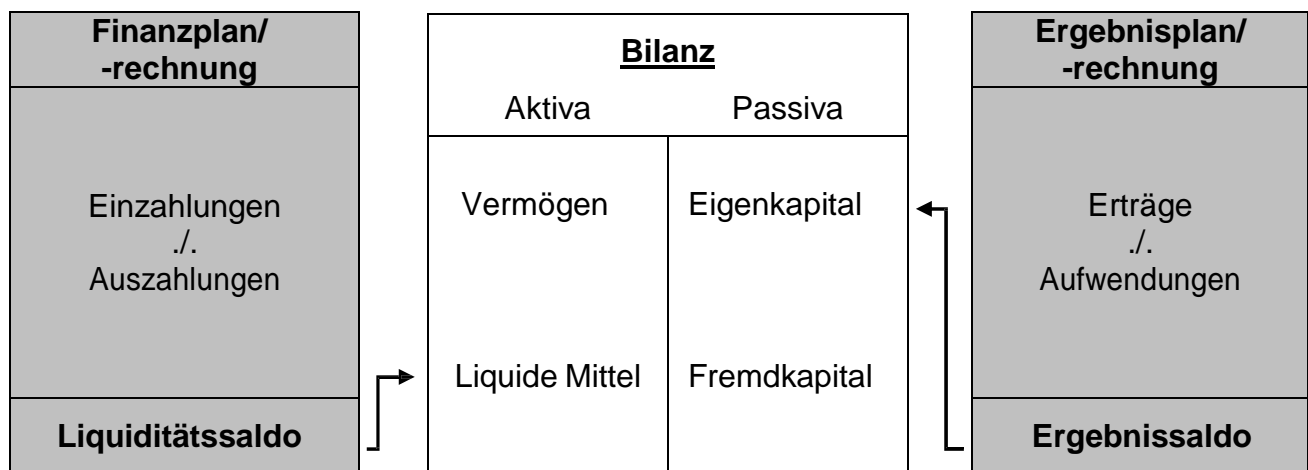 Finanzplan/
-rechnung
Einzahlungen
./.
Auszahlungen
Liquiditätssaldo
Bilanz
Aktiva Passiva
Vermögen Eigenkapital
Liquide Mittel Fremdkapital
Ergebnisplan/
-rechnung
Erträge
./.
Aufwendungen
Ergebnissaldo